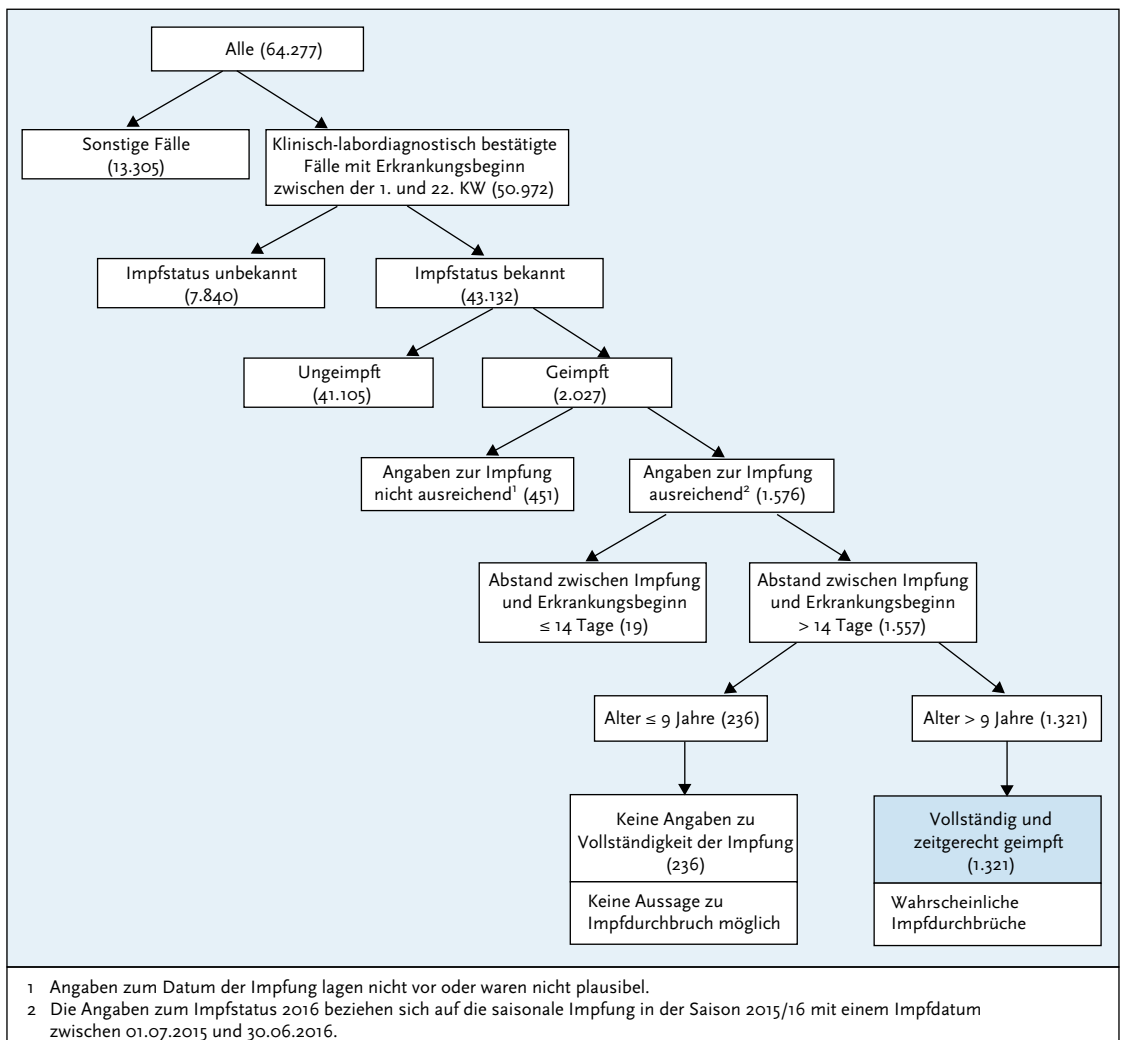 Alle (64.277)
Sonstige Fälle
(13.305)
Klinisch-labordiagnostisch bestätigte
Fälle mit Erkrankungsbeginn
zwischen der 1. und 22. KW (50.972)
Impfstatus unbekannt
(7.840)
Impfstatus bekannt
(43.132)
Ungeimpft
(41.105)
Geimpft
(2.027)
Angaben zur Impfung
nicht ausreichend¹ (451)
Angaben zur Impfung
ausreichend² (1.576)
Abstand zwischen Impfung
und Erkrankungsbeginn
≤ 14 Tage (19)
Abstand zwischen Impfung
und Erkrankungsbeginn
> 14 Tage (1.557)
Alter ≤ 9 Jahre (236)
Alter > 9 Jahre (1.321)
Keine Angaben zu
Vollständigkeit der Impfung
(236)
Keine Aussage zu
Impfdurchbruch möglich
Vollständig und
zeitgerecht geimpft
(1.321)
Wahrscheinliche
Impfdurchbrüche
1 Angaben zum Datum der Impfung lagen nicht vor oder waren nicht plausibel.
2 Die Angaben zum Impfstatus 2016 beziehen sich auf die saisonale Impfung in der Saison 2015/16 mit einem Impfdatum
zwischen 01.07.2015 und 30.06.2016.